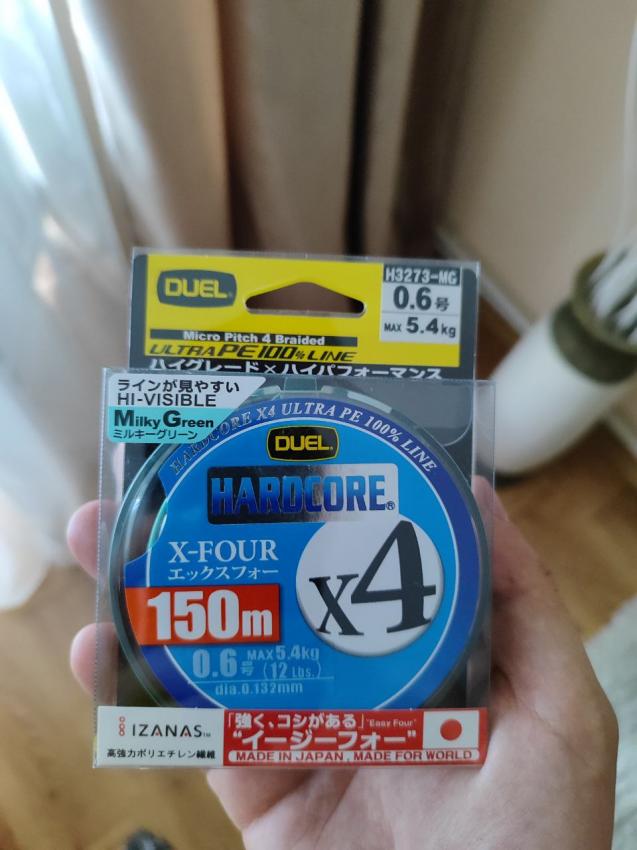 DUEL®
H3273-MG
0.6号
MAX 5.4kg
Micro Pitch 4 Braided
ULTRA PE 100% LINE
ハイグレード×ハイパフォーマンス
ラインが見やすい
HI-VISIBLE
Milky Green
ミルキーグリーン
HARDCORE X4 ULTRA PE 100% LINE
DUEL®
HARDCORE®
X-FOUR
エックスフォー
X4
150m
0.6号 MAX 5.4kg
(12 Lbs.)
dia.0.132mm
IZANAS™
高強力ポリエチレン繊維
「強く、コシがある」 "Easy Four"
"イージーフォー"
MADE IN JAPAN, MADE FOR WORLD